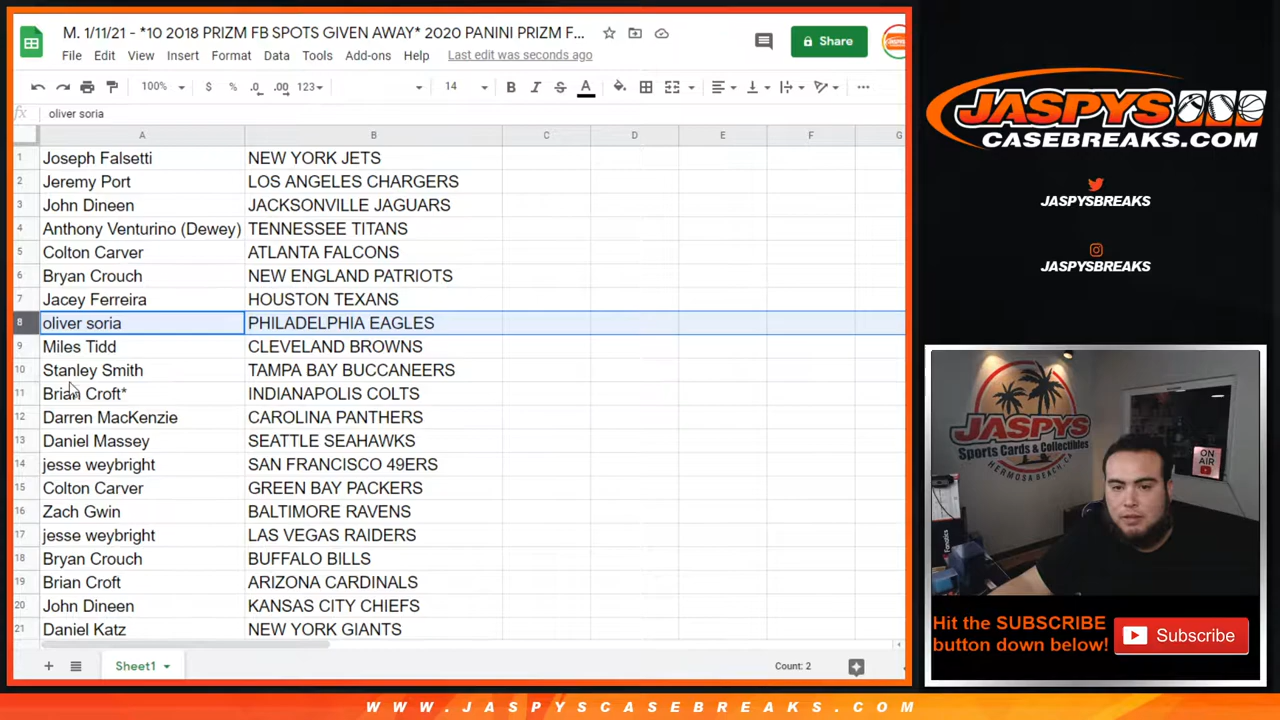 M. 1/11/21 - *10 2018 PRIZM FB SPOTS GIVEN AWAY* 2020 PANINI PRIZM F...
File Edit View Insert Format Data Tools Add-ons Help Last edit was seconds ago
Share
100% $ % .0 .00 123 14 B I S A
fx oliver soria
A B C D E F G
1 Joseph Falsetti NEW YORK JETS
2 Jeremy Port LOS ANGELES CHARGERS
3 John Dineen JACKSONVILLE JAGUARS
4 Anthony Venturino (Dewey) TENNESSEE TITANS
5 Colton Carver ATLANTA FALCONS
6 Bryan Crouch NEW ENGLAND PATRIOTS
7 Jacey Ferreira HOUSTON TEXANS
8 oliver soria PHILADELPHIA EAGLES
9 Miles Tidd CLEVELAND BROWNS
10 Stanley Smith TAMPA BAY BUCCANEERS
11 Brian Croft* INDIANAPOLIS COLTS
12 Darren MacKenzie CAROLINA PANTHERS
13 Daniel Massey SEATTLE SEAHAWKS
14 jesse weybright SAN FRANCISCO 49ERS
15 Colton Carver GREEN BAY PACKERS
16 Zach Gwin BALTIMORE RAVENS
17 jesse weybright LAS VEGAS RAIDERS
18 Bryan Crouch BUFFALO BILLS
19 Brian Croft ARIZONA CARDINALS
20 John Dineen KANSAS CITY CHIEFS
21 Daniel Katz NEW YORK GIANTS
Sheet1
Count: 2
JASPYS
CASEBREAKS.COM
JASPYSBREAKS
JASPYSBREAKS
JASPYS
Sports Cards & Collectibles
HERMOSA BEACH, CA
ON AIR
Fanatics
Hit the SUBSCRIBE
button down below!
Subscribe
WWW.JASPYSCASEBREAKS.COM